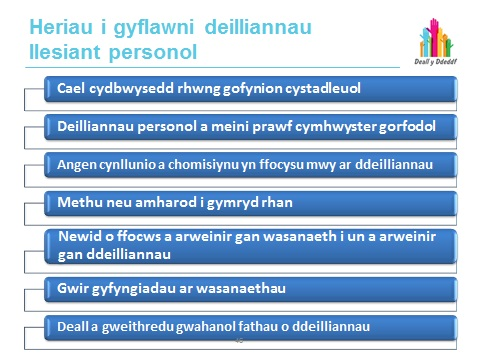 Heriau i gyflawni deilliannau
llesiant personol
Deall y Ddeddf
Cael cydbwysedd rhwng gofynion cystadleuol
Deilliannau personol a meini prawf cymhwyster gorfodol
Angen cynllunio a chomisiynu yn ffocysu mwy ar ddeilliannau
Methu neu amharod i gymryd rhan
Newid o ffocws a arweinir gan wasanaeth i un a arweinir
gan ddeilliannau
Gwir gyfyngiadau ar wasanaethau
Deall a gweithredu gwahanol fathau o ddeilliannau